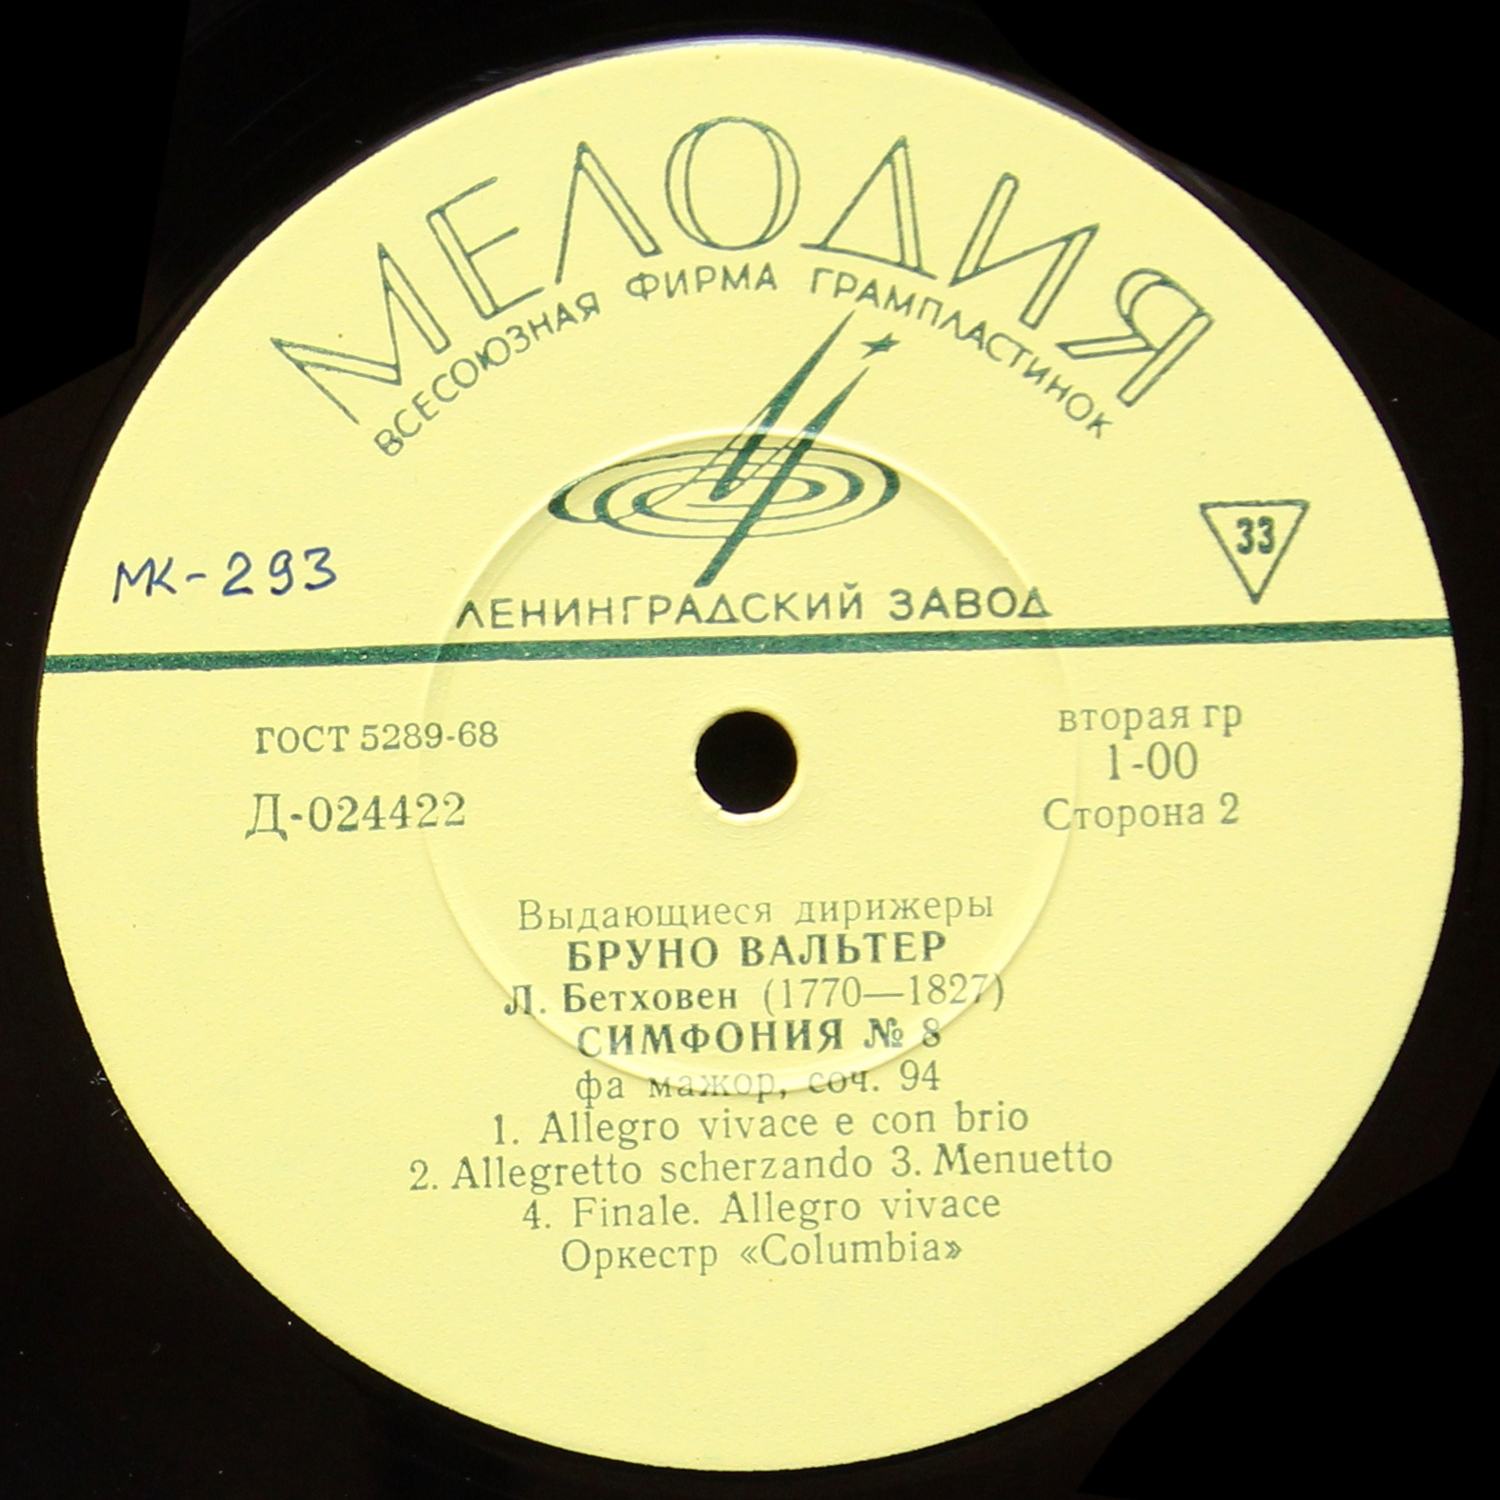 МЕЛОДИЯ
ВСЕСОЮЗНАЯ ФИРМА ГРАМПЛАСТИНОК
33
МК-293
ЛЕНИНГРАДСКИЙ ЗАВОД
ГОСТ 5289-68
вторая гр
1-00
Д-024422
Сторона 2
Выдающиеся дирижеры
БРУНО ВАЛЬТЕР
Л. Бетховен (1770—1827)
СИМФОНИЯ № 8
фа мажор, соч. 94
1. Allegro vivace e con brio
2. Allegretto scherzando 3. Menuetto
4. Finale. Allegro vivace
Оркестр «Columbia»